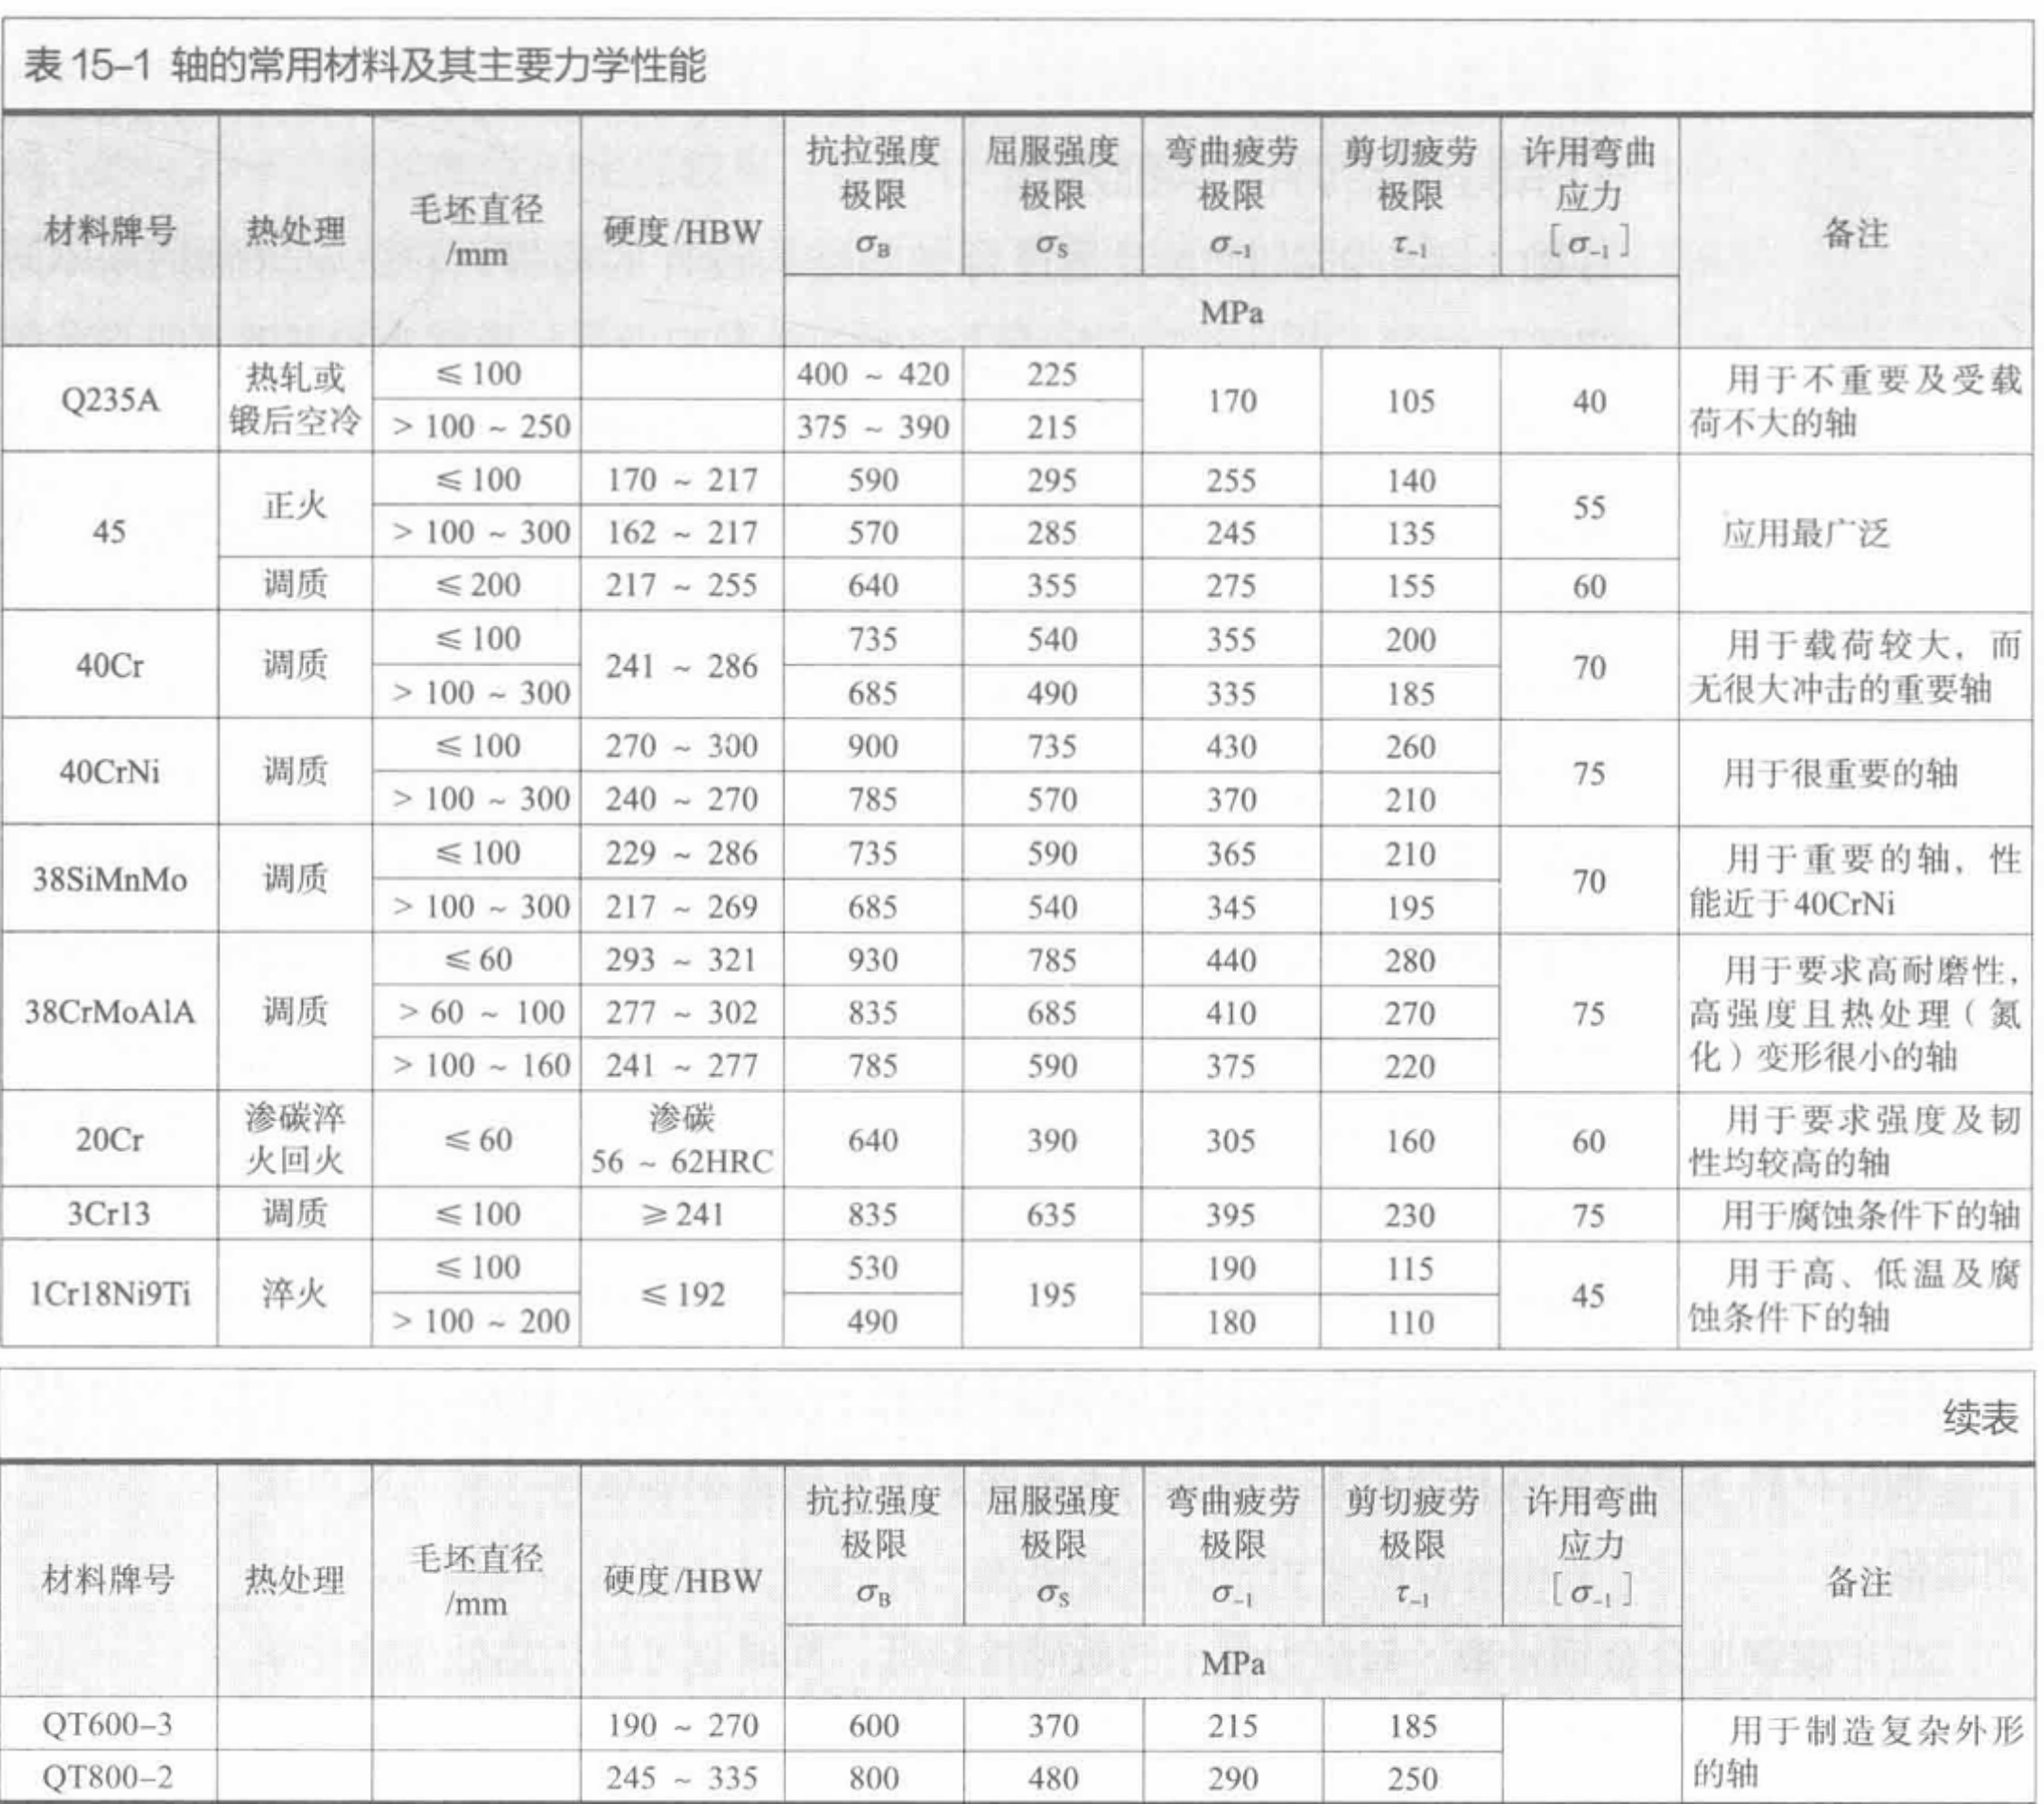 表 15-1 轴的常用材料及其主要力学性能
材料牌号 热处理 毛坯直径/mm 硬度/HBW 抗拉强度极限 σB 屈服强度极限 σS 弯曲疲劳极限 σ-1 剪切疲劳极限 τ-1 许用弯曲应力 [σ-1] 备注
MPa
Q235A 热轧或锻后空冷 ≤100 400 ~ 420 225 170 105 40 用于不重要及受载荷不大的轴
> 100 ~ 250 375 ~ 390 215
45 正火 ≤100 170 ~ 217 590 295 255 140 55 应用最广泛
> 100 ~ 300 162 ~ 217 570 285 245 135
调质 ≤200 217 ~ 255 640 355 275 155 60
40Cr 调质 ≤100 241 ~ 286 735 540 355 200 70 用于载荷较大，而无很大冲击的重要轴
> 100 ~ 300 685 490 335 185
40CrNi 调质 ≤100 270 ~ 300 900 735 430 260 75 用于很重要的轴
> 100 ~ 300 240 ~ 270 785 570 370 210
38SiMnMo 调质 ≤100 229 ~ 286 735 590 365 210 70 用于重要的轴，性能近于40CrNi
> 100 ~ 300 217 ~ 269 685 540 345 195
38CrMoAlA 调质 ≤60 293 ~ 321 930 785 440 280 75 用于要求高耐磨性，高强度且热处理（氮化）变形很小的轴
> 60 ~ 100 277 ~ 302 835 685 410 270
> 100 ~ 160 241 ~ 277 785 590 375 220
20Cr 渗碳淬火回火 ≤60 渗碳 56 ~ 62HRC 640 390 305 160 60 用于要求强度及韧性均较高的轴
3Cr13 调质 ≤100 ≥241 835 635 395 230 75 用于腐蚀条件下的轴
1Cr18Ni9Ti 淬火 ≤100 ≤192 530 195 190 115 45 用于高、低温及腐蚀条件下的轴
> 100 ~ 200 490 180 110
续表
材料牌号 热处理 毛坯直径/mm 硬度/HBW 抗拉强度极限 σB 屈服强度极限 σS 弯曲疲劳极限 σ-1 剪切疲劳极限 τ-1 许用弯曲应力 [σ-1] 备注
MPa
QT600-3 190 ~ 270 600 370 215 185 用于制造复杂外形的轴
QT800-2 245 ~ 335 800 480 290 250